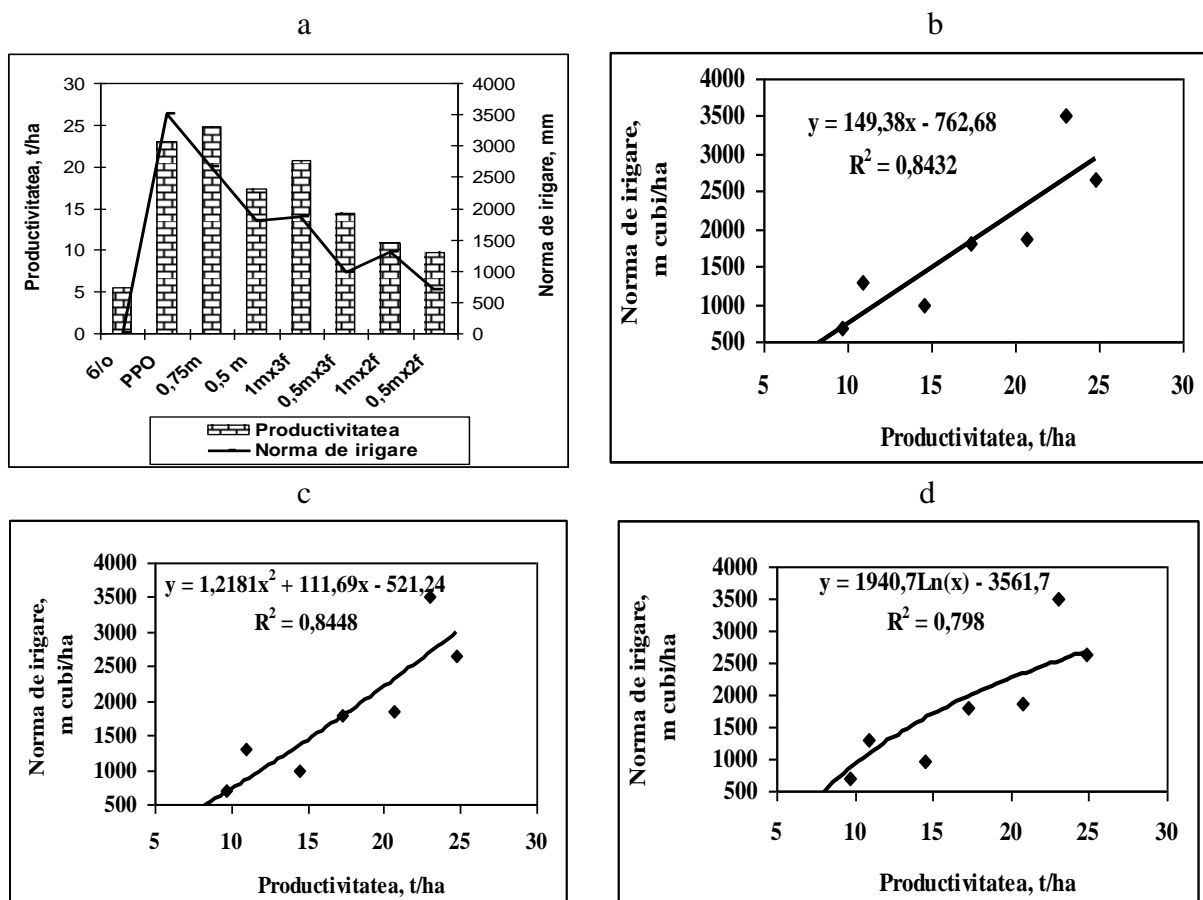 a
30
25
20
15
10
5
0
Productivitatea, t/ha
4000
3500
3000
2500
2000
1500
1000
500
0
Norma de irigare, mm
6/o
PPO
0,75m
0,5 m
1mx3f
0,5mx3f
1mx2f
0,5mx2f
Productivitatea
Norma de irigare
b
Norma de irigare,
m cubi/ha
4000
3500
3000
2500
2000
1500
1000
500
y = 149,38x - 762,68
R² = 0,8432
5 10 15 20 25 30
Productivitatea, t/ha
c
Norma de irigare,
m cubi/ha
4000
3500
3000
2500
2000
1500
1000
500
y = 1,2181x² + 111,69x - 521,24
R² = 0,8448
5 10 15 20 25 30
Productivitatea, t/ha
d
Norma de irigare,
m cubi/ha
4000
3500
3000
2500
2000
1500
1000
500
y = 1940,7Ln(x) - 3561,7
R² = 0,798
5 10 15 20 25 30
Productivitatea, t/ha